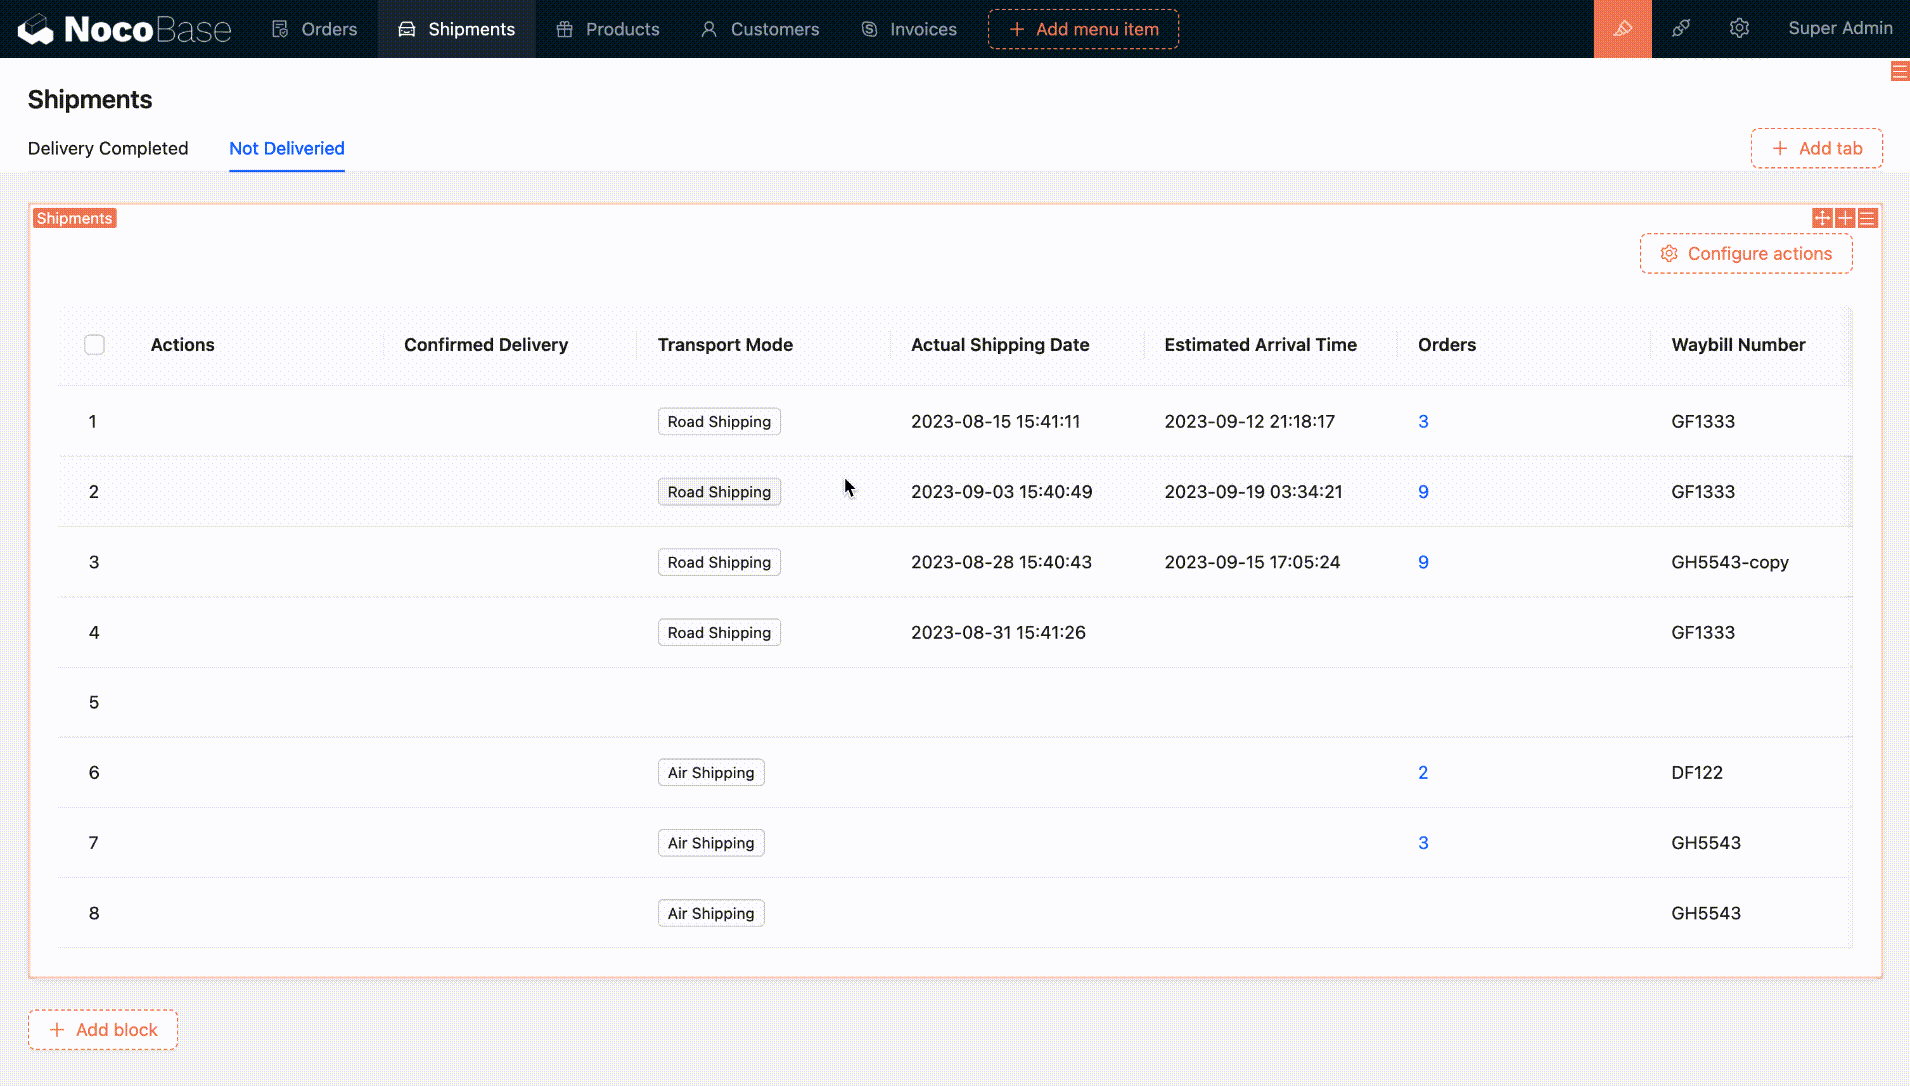 NocoBase Orders Shipments Products Customers Invoices Add menu item Super Admin
Shipments
Delivery Completed Not Deliveried Add tab
Shipments
Configure actions
Actions Confirmed Delivery Transport Mode Actual Shipping Date Estimated Arrival Time Orders Waybill Number
1 Road Shipping 2023-08-15 15:41:11 2023-09-12 21:18:17 3 GF1333
2 Road Shipping 2023-09-03 15:40:49 2023-09-19 03:34:21 9 GF1333
3 Road Shipping 2023-08-28 15:40:43 2023-09-15 17:05:24 9 GH5543-copy
4 Road Shipping 2023-08-31 15:41:26 GF1333
5
6 Air Shipping 2 DF122
7 Air Shipping 3 GH5543
8 Air Shipping GH5543
Add block